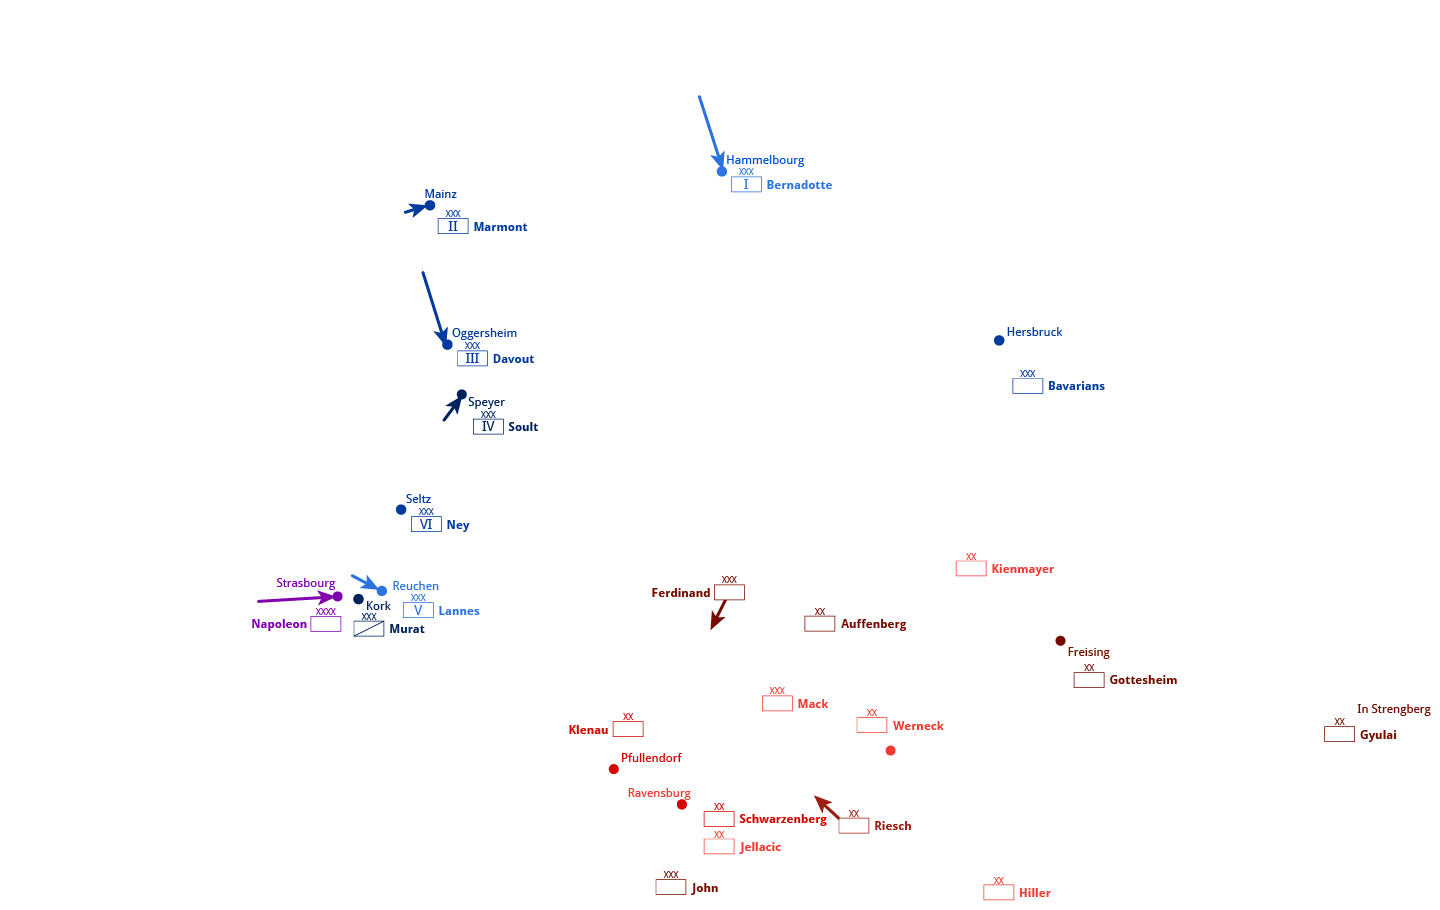 Hammelbourg
XXX
I Bernadotte
Mainz
XXX
II Marmont
Oggersheim
XXX
III Davout
Hersbruck
XXX
Bavarians
Speyer
XXX
IV Soult
Seltz
XXX
VI Ney
Strasbourg
XXXX
Napoleon
Kork
XXX
Murat
Reuchen
XXX
V Lannes
XXX
Ferdinand
XX
Auffenberg
XX
Kienmayer
Freising
XX
Gottesheim
XXX
Mack
XX
Werneck
In Strengberg
XX
Gyulai
XX
Klenau
Pfullendorf
Ravensburg
XX
Schwarzenberg
XX
Jellacic
XX
Riesch
XXX
John
XX
Hiller